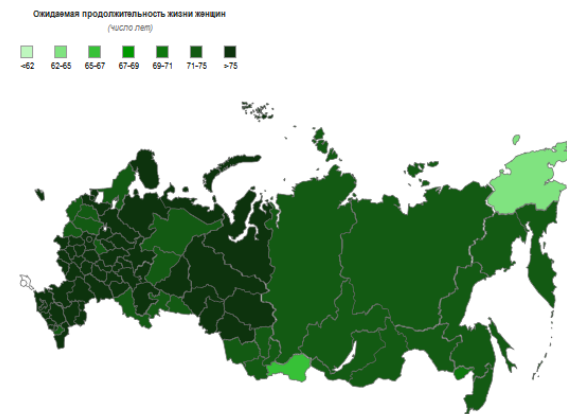 Ожидаемая продолжительность жизни женщин
(число лет)
<62 62-65 65-67 67-69 69-71 71-75 >75